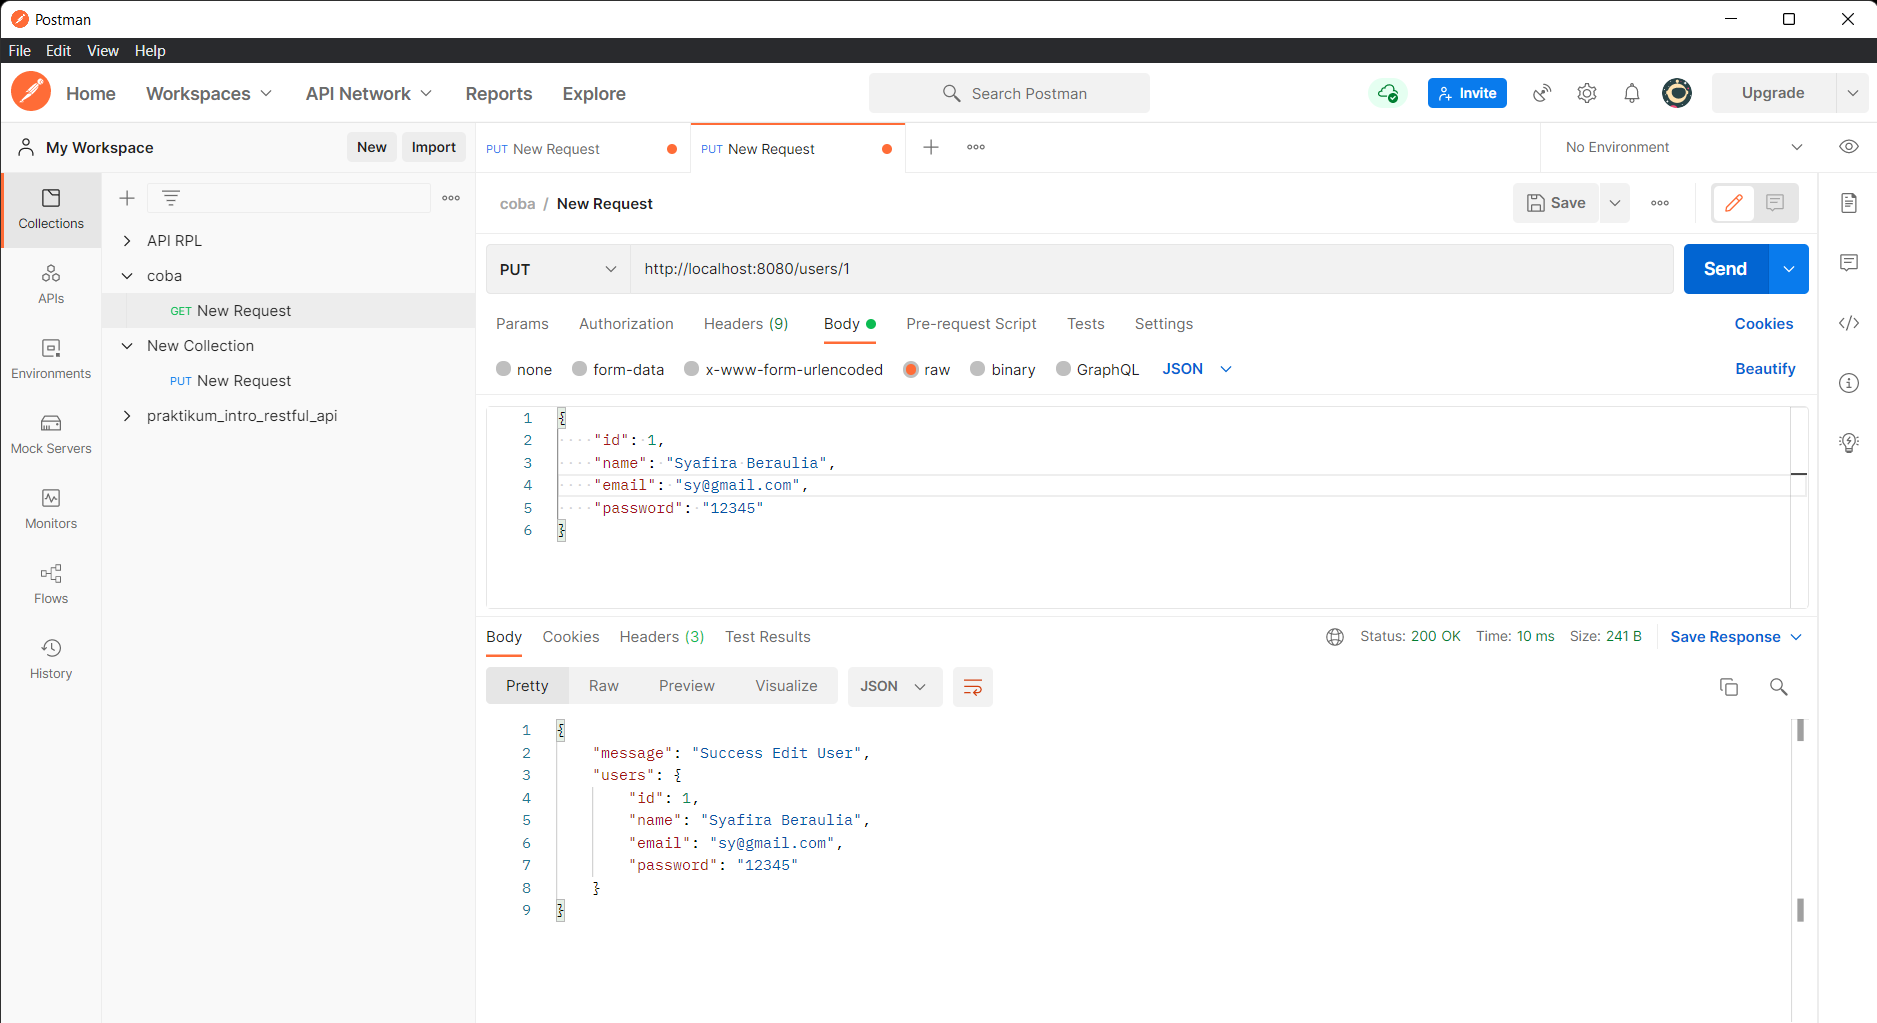 Postman
File Edit View Help
Home Workspaces API Network Reports Explore Search Postman Invite Upgrade
My Workspace New Import
PUT New Request PUT New Request No Environment
Collections
APIs
Environments
Mock Servers
Monitors
Flows
History
API RPL
coba
GET New Request
New Collection
PUT New Request
praktikum_intro_restful_api
coba / New Request Save
PUT http://localhost:8080/users/1 Send
Params Authorization Headers (9) Body Pre-request Script Tests Settings Cookies
none form-data x-www-form-urlencoded raw binary GraphQL JSON Beautify
1 {
2 "id": 1,
3 "name": "Syafira Beraulia",
4 "email": "sy@gmail.com",
5 "password": "12345"
6 }
Body Cookies Headers (3) Test Results Status: 200 OK Time: 10 ms Size: 241 B Save Response
Pretty Raw Preview Visualize JSON
1 {
2 "message": "Success Edit User",
3 "users": {
4 "id": 1,
5 "name": "Syafira Beraulia",
6 "email": "sy@gmail.com",
7 "password": "12345"
8 }
9 }